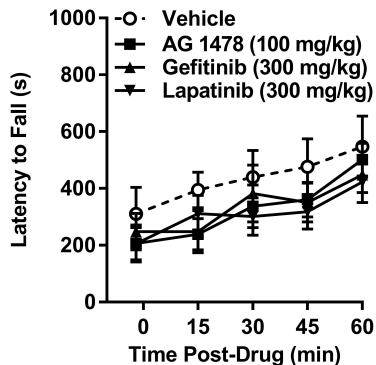 Latency to Fall (s)
1000
800
600
400
200
0
Vehicle
AG 1478 (100 mg/kg)
Gefitinib (300 mg/kg)
Lapatinib (300 mg/kg)
0 15 30 45 60
Time Post-Drug (min)